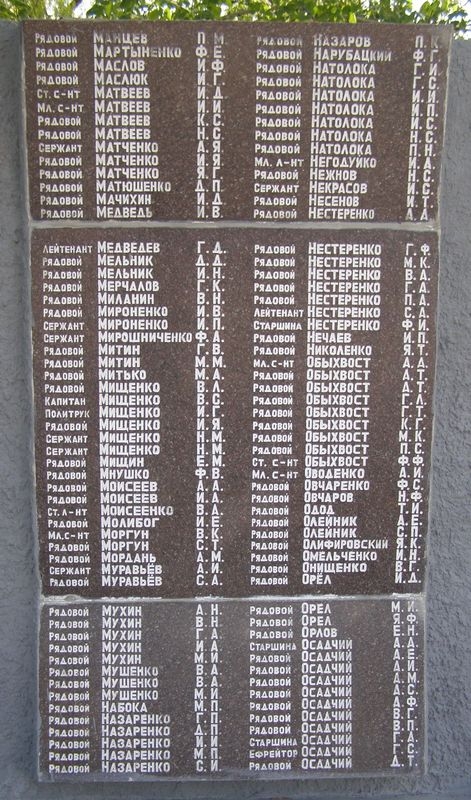 РЯДОВОЙ МАНЦЕВ П. М.
РЯДОВОЙ МАРТЫНЕНКО Ф. Е.
РЯДОВОЙ МАСЛОВ И. Ф.
РЯДОВОЙ МАСЛЮК И. Г.
СТ. С-НТ МАТВЕЕВ И. Д.
МЛ. С-НТ МАТВЕЕВ И. И.
РЯДОВОЙ МАТВЕЕВ К. С.
РЯДОВОЙ МАТВЕЕВ Н. С.
СЕРЖАНТ МАТЧЕНКО А. Я.
РЯДОВОЙ МАТЧЕНКО И. Я.
РЯДОВОЙ МАТЧЕНКО Я. Г.
РЯДОВОЙ МАТЮШЕНКО Д. П.
РЯДОВОЙ МАЧИХИН И. Д.
РЯДОВОЙ МЕДВЕДЬ И. В.
РЯДОВОЙ НАЗАРОВ П. К.
РЯДОВОЙ НАРУБАЦКИЙ Ф. Г.
РЯДОВОЙ НАТОЛОКА Г. И.
РЯДОВОЙ НАТОЛОКА Г. С.
РЯДОВОЙ НАТОЛОКА И. И.
РЯДОВОЙ НАТОЛОКА И. П.
РЯДОВОЙ НАТОЛОКА И. С.
РЯДОВОЙ НАТОЛОКА Н. С.
РЯДОВОЙ НАТОЛОКА П. Н.
МЛ. Л-НТ НЕГОДУЙКО И. А.
РЯДОВОЙ НЕЖНОВ Н. С.
СЕРЖАНТ НЕКРАСОВ И. С.
РЯДОВОЙ НЕСЕНОВ И. Т.
РЯДОВОЙ НЕСТЕРЕНКО А. А.
ЛЕЙТЕНАНТ МЕДВЕДЕВ Г. Д.
РЯДОВОЙ МЕЛЬНИК Д. Д.
РЯДОВОЙ МЕЛЬНИК И. Н.
РЯДОВОЙ МЕРЧАЛОВ Г. К.
РЯДОВОЙ МИЛАНИН В. Н.
РЯДОВОЙ МИРОНЕНКО И. В.
СЕРЖАНТ МИРОНЕНКО И. П.
СЕРЖАНТ МИРОШНИЧЕНКО Ф. А.
РЯДОВОЙ МИТИН Г. В.
РЯДОВОЙ МИТИН М. М.
РЯДОВОЙ МИТЬКО М. А.
РЯДОВОЙ МИЩЕНКО В. Л.
КАПИТАН МИЩЕНКО В. С.
ПОЛИТРУК МИЩЕНКО И. Г.
РЯДОВОЙ МИЩЕНКО И. Я.
СЕРЖАНТ МИЩЕНКО Н. М.
СЕРЖАНТ МИЩЕНКО Н. М.
РЯДОВОЙ МИЩИН Е. М.
РЯДОВОЙ МНУШКО Ф. В.
РЯДОВОЙ МОИСЕЕВ А. А.
РЯДОВОЙ МОИСЕЕВ И. И.
СТ. Л-НТ МОИСЕЕНКО В. А.
РЯДОВОЙ МОЛИБОГ И. Е.
МЛ. С-НТ МОРГУН В. К.
РЯДОВОЙ МОРГУН С. Т.
РЯДОВОЙ МОРДАНЬ А. М.
СЕРЖАНТ МУРАВЬЁВ А. И.
РЯДОВОЙ МУРАВЬЁВ С. А.
РЯДОВОЙ НЕСТЕРЕНКО Г. Ф.
РЯДОВОЙ НЕСТЕРЕНКО М. К.
РЯДОВОЙ НЕСТЕРЕНКО В. А.
РЯДОВОЙ НЕСТЕРЕНКО Г. А.
РЯДОВОЙ НЕСТЕРЕНКО П. А.
ЛЕЙТЕНАНТ НЕСТЕРЕНКО С. А.
СТАРШИНА НЕСТЕРЕНКО Ф. И.
РЯДОВОЙ НЕЧАЕВ И. П.
РЯДОВОЙ НИКОЛЕНКО Я. Т.
МЛ. С-НТ ОБЫХВОСТ А. А.
РЯДОВОЙ ОБЫХВОСТ А. Т.
РЯДОВОЙ ОБЫХВОСТ А. Т.
РЯДОВОЙ ОБЫХВОСТ Г. Л.
РЯДОВОЙ ОБЫХВОСТ Г. Т.
РЯДОВОЙ ОБЫХВОСТ К. Г.
РЯДОВОЙ ОБЫХВОСТ М. К.
РЯДОВОЙ ОБЫХВОСТ П. С.
СТ. С-НТ ОБЫХВОСТ Ф. Ф.
МЛ. С-НТ ОВОДЕНКО А. И.
РЯДОВОЙ ОВЧАРЕНКО Ф. С.
РЯДОВОЙ ОВЧАРОВ Н. Ф.
РЯДОВОЙ ОДОД Т. И.
РЯДОВОЙ ОЛЕЙНИК А. Е.
РЯДОВОЙ ОЛЕЙНИК С. П.
РЯДОВОЙ ОЛИФИРОВСКИЙ Я. К.
РЯДОВОЙ ОМЕЛЬЧЕНКО И. Н.
РЯДОВОЙ ОНИЩЕНКО В. Г.
РЯДОВОЙ ОРЁЛ И. Д.
РЯДОВОЙ МУХИН А. Н.
РЯДОВОЙ МУХИН В. Н.
РЯДОВОЙ МУХИН Г. А.
РЯДОВОЙ МУХИН И. А.
РЯДОВОЙ МУХИН М. И.
РЯДОВОЙ МУШЕНКО В. А.
РЯДОВОЙ МУШЕНКО В. А.
РЯДОВОЙ МУШЕНКО М. И.
РЯДОВОЙ НАБОКА М. П.
РЯДОВОЙ НАЗАРЕНКО Г. П.
РЯДОВОЙ НАЗАРЕНКО Д. П.
РЯДОВОЙ НАЗАРЕНКО И. И.
РЯДОВОЙ НАЗАРЕНКО М. П.
РЯДОВОЙ НАЗАРЕНКО С. И.
РЯДОВОЙ ОРЕЛ М. И.
РЯДОВОЙ ОРЕЛ Я. Ф.
РЯДОВОЙ ОРЛОВ Е. Н.
СТАРШИНА ОСАДЧИЙ А. А.
РЯДОВОЙ ОСАДЧИЙ А. Е.
РЯДОВОЙ ОСАДЧИЙ А. И.
РЯДОВОЙ ОСАДЧИЙ А. М.
РЯДОВОЙ ОСАДЧИЙ А. С.
РЯДОВОЙ ОСАДЧИЙ А. Ф.
РЯДОВОЙ ОСАДЧИЙ В. Г.
РЯДОВОЙ ОСАДЧИЙ В. Г.
СТАРШИНА ОСАДЧИЙ Г. А.
ЕФРЕЙТОР ОСАДЧИЙ Г. С.
РЯДОВОЙ ОСАДЧИЙ Д. Т.